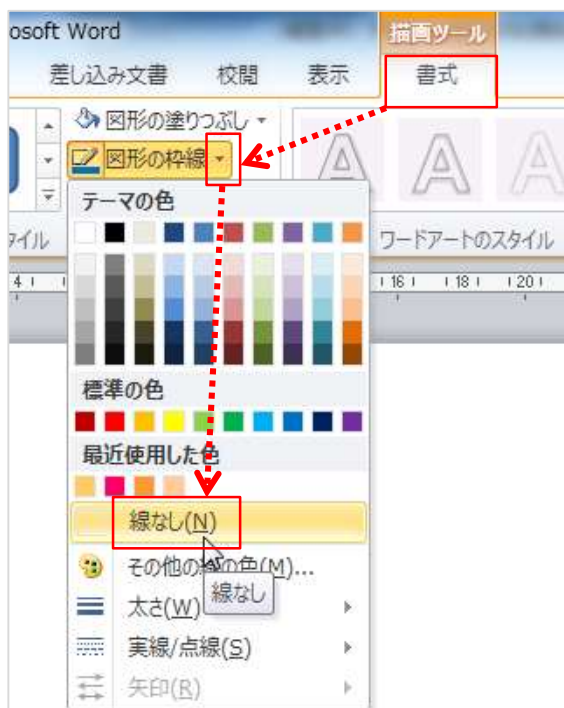 osoft Word
描画ツール
差し込み文書 校閲 表示 書式
図形の塗りつぶし
図形の枠線
A A A
タイル
ワードアートのスタイル
4 16 18 20
テーマの色
標準の色
最近使用した色
線なし(N)
その他の線の色(M)...
線なし
太さ(W)
実線/点線(S)
矢印(R)